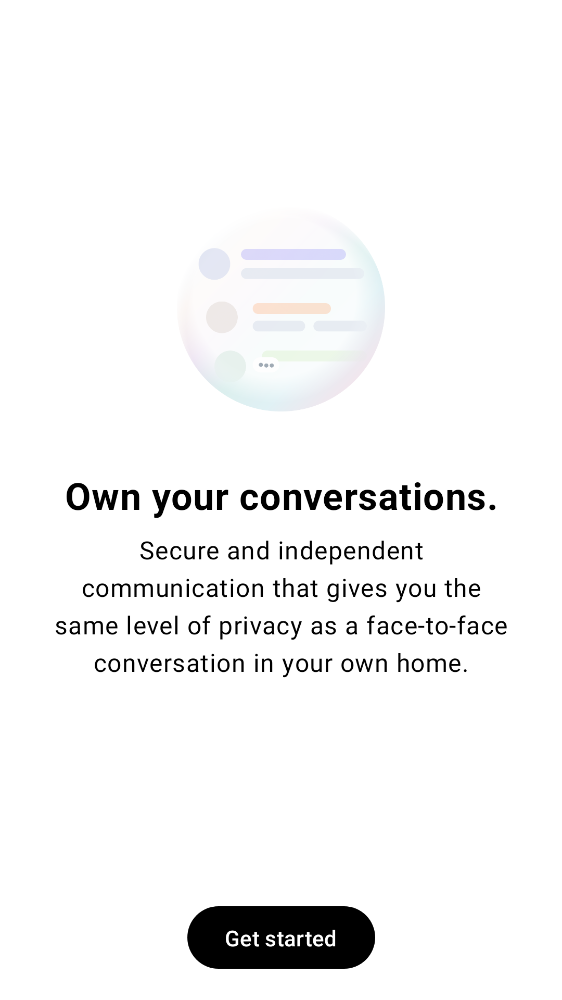 Own your conversations.
Secure and independent
communication that gives you the
same level of privacy as a face-to-face
conversation in your own home.
Get started